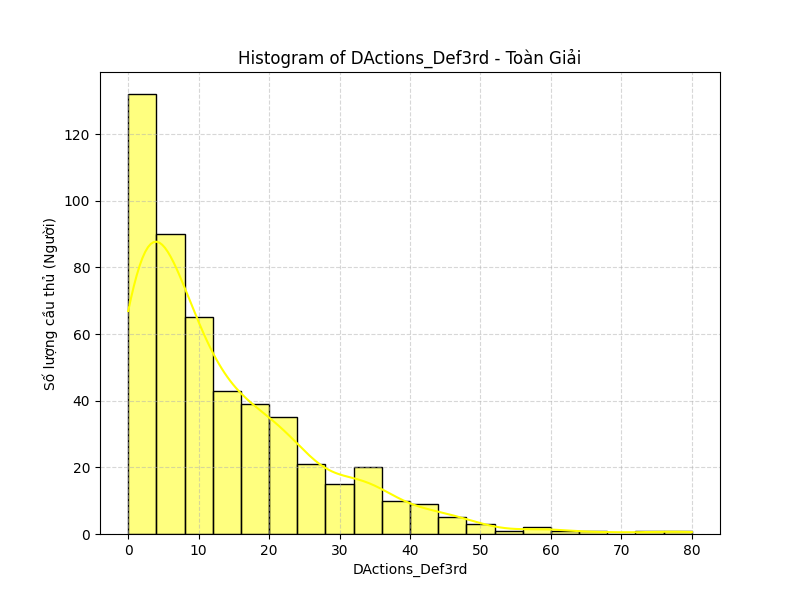 Histogram of DActions_Def3rd - Toàn Giải
Số lượng cầu thủ (Người)
120
100
80
60
40
20
0
0 10 20 30 40 50 60 70 80
DActions_Def3rd